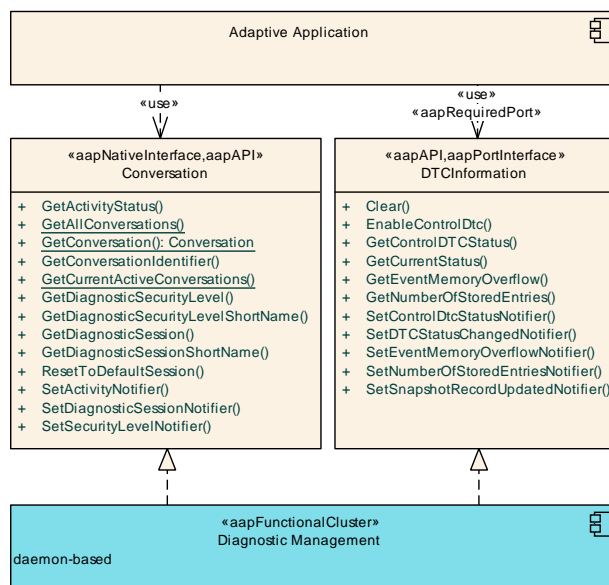 Adaptive Application
«use»
«use»
«aapRequiredPort»
«aapNativeInterface,aapAPI»
Conversation
+ GetActivityStatus()
+ GetAllConversations()
+ GetConversation(): Conversation
+ GetConversationIdentifier()
+ GetCurrentActiveConversations()
+ GetDiagnosticSecurityLevel()
+ GetDiagnosticSecurityLevelShortName()
+ GetDiagnosticSession()
+ GetDiagnosticSessionShortName()
+ ResetToDefaultSession()
+ SetActivityNotifier()
+ SetDiagnosticSessionNotifier()
+ SetSecurityLevelNotifier()
«aapAPI,aapPortInterface»
DTCInformation
+ Clear()
+ EnableControlDtc()
+ GetControlDTCStatus()
+ GetCurrentStatus()
+ GetEventMemoryOverflow()
+ GetNumberOfStoredEntries()
+ SetControlDtcStatusNotifier()
+ SetDTCStatusChangedNotifier()
+ SetEventMemoryOverflowNotifier()
+ SetNumberOfStoredEntriesNotifier()
+ SetSnapshotRecordUpdatedNotifier()
«aapFunctionalCluster»
Diagnostic Management
daemon-based